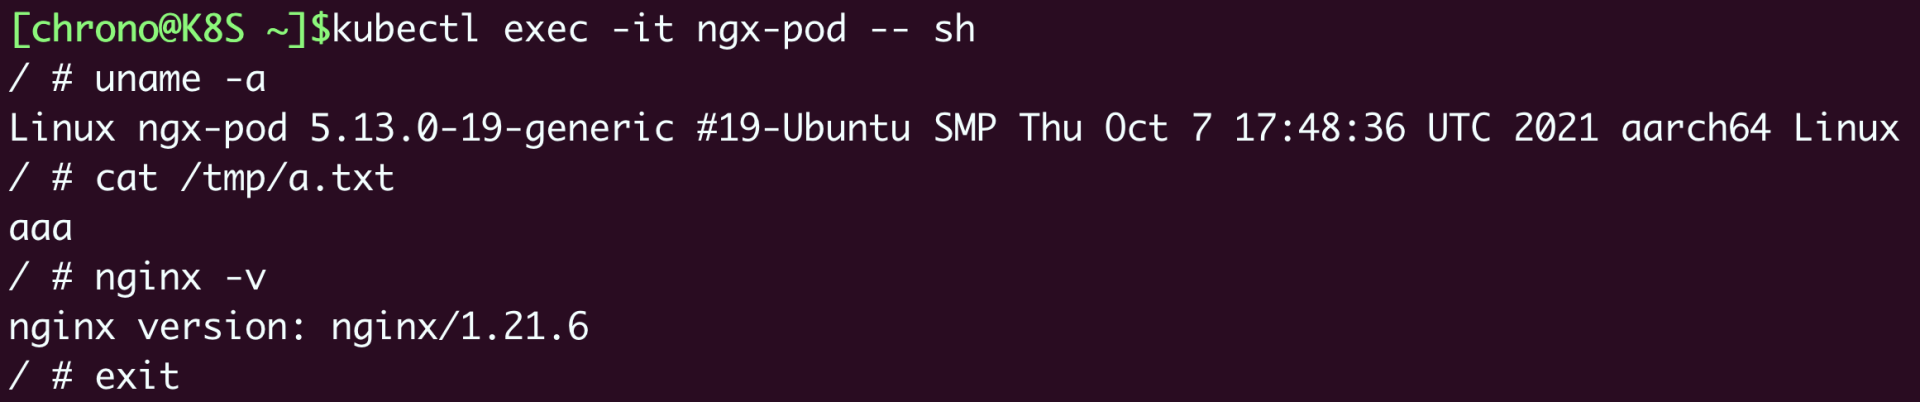 [chrono@K8S ~]$kubectl exec -it ngx-pod -- sh
/ # uname -a
Linux ngx-pod 5.13.0-19-generic #19-Ubuntu SMP Thu Oct 7 17:48:36 UTC 2021 aarch64 Linux
/ # cat /tmp/a.txt
aaa
/ # nginx -v
nginx version: nginx/1.21.6
/ # exit